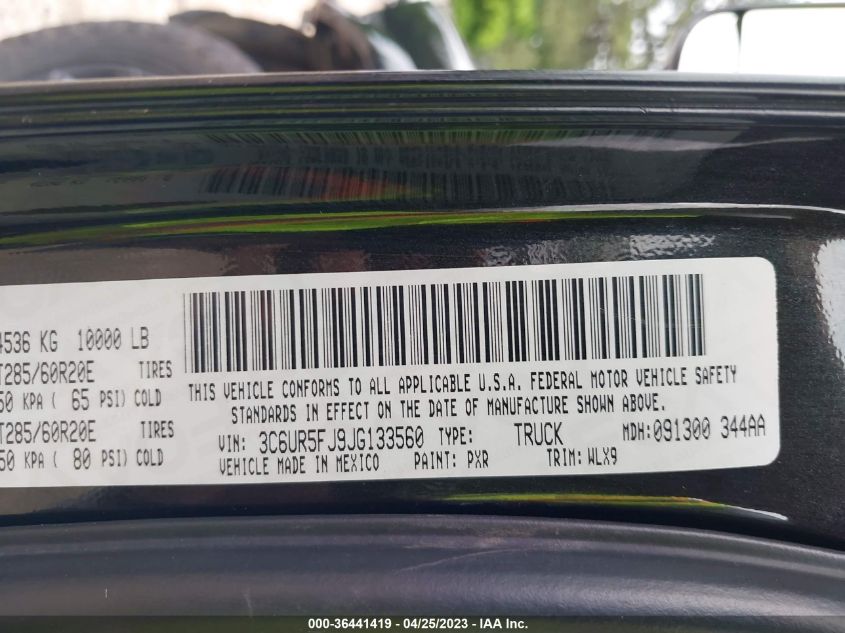 4536 KG 10000 LB
T285/60R20E TIRES
50 KPA ( 65 PSI) COLD
T285/60R20E TIRES
50 KPA ( 80 PSI) COLD
THIS VEHICLE CONFORMS TO ALL APPLICABLE U.S.A. FEDERAL MOTOR VEHICLE SAFETY
STANDARDS IN EFFECT ON THE DATE OF MANUFACTURE SHOWN ABOVE.
VIN: 3C6UR5FJ9JG133560 TYPE: TRUCK MDH:091300 344AA
VEHICLE MADE IN MEXICO PAINT: PXR TRIM: WLX9
000-36441419 / 04/25/2023 - IAA Inc.